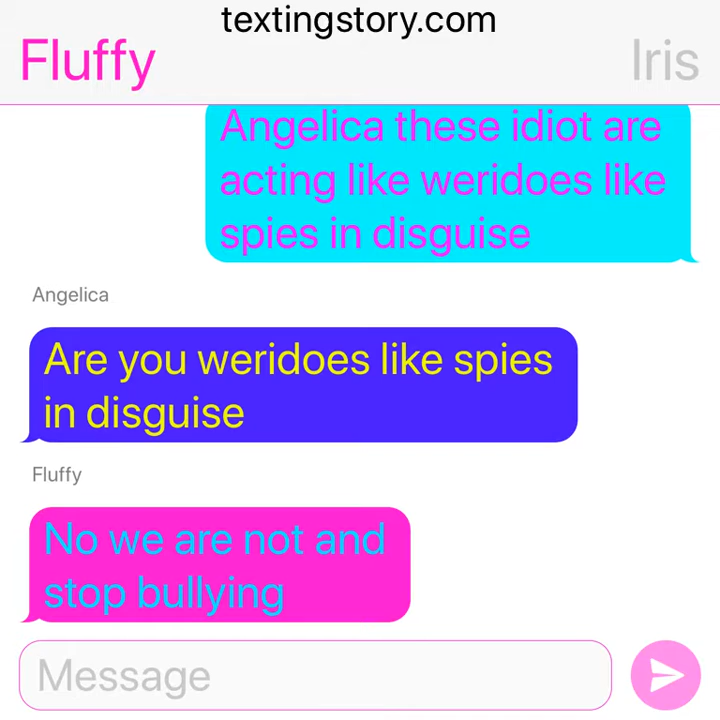 textingstory.com
Fluffy
Iris
Angelica these idiot are
acting like weridoes like
spies in disguise
Angelica
Are you weridoes like spies
in disguise
Fluffy
No we are not and
stop bullying
Message